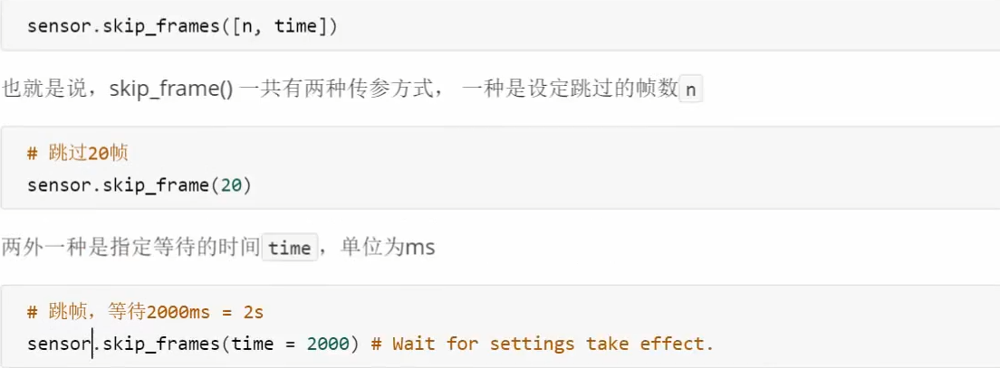 sensor.skip_frames([n, time])
也就是说，skip_frame() 一共有两种传参方式， 一种是设定跳过的帧数 n
# 跳过20帧
sensor.skip_frame(20)
两外一种是指定等待的时间 time ，单位为ms
# 跳帧，等待2000ms = 2s
sensor.skip_frames(time = 2000) # Wait for settings take effect.